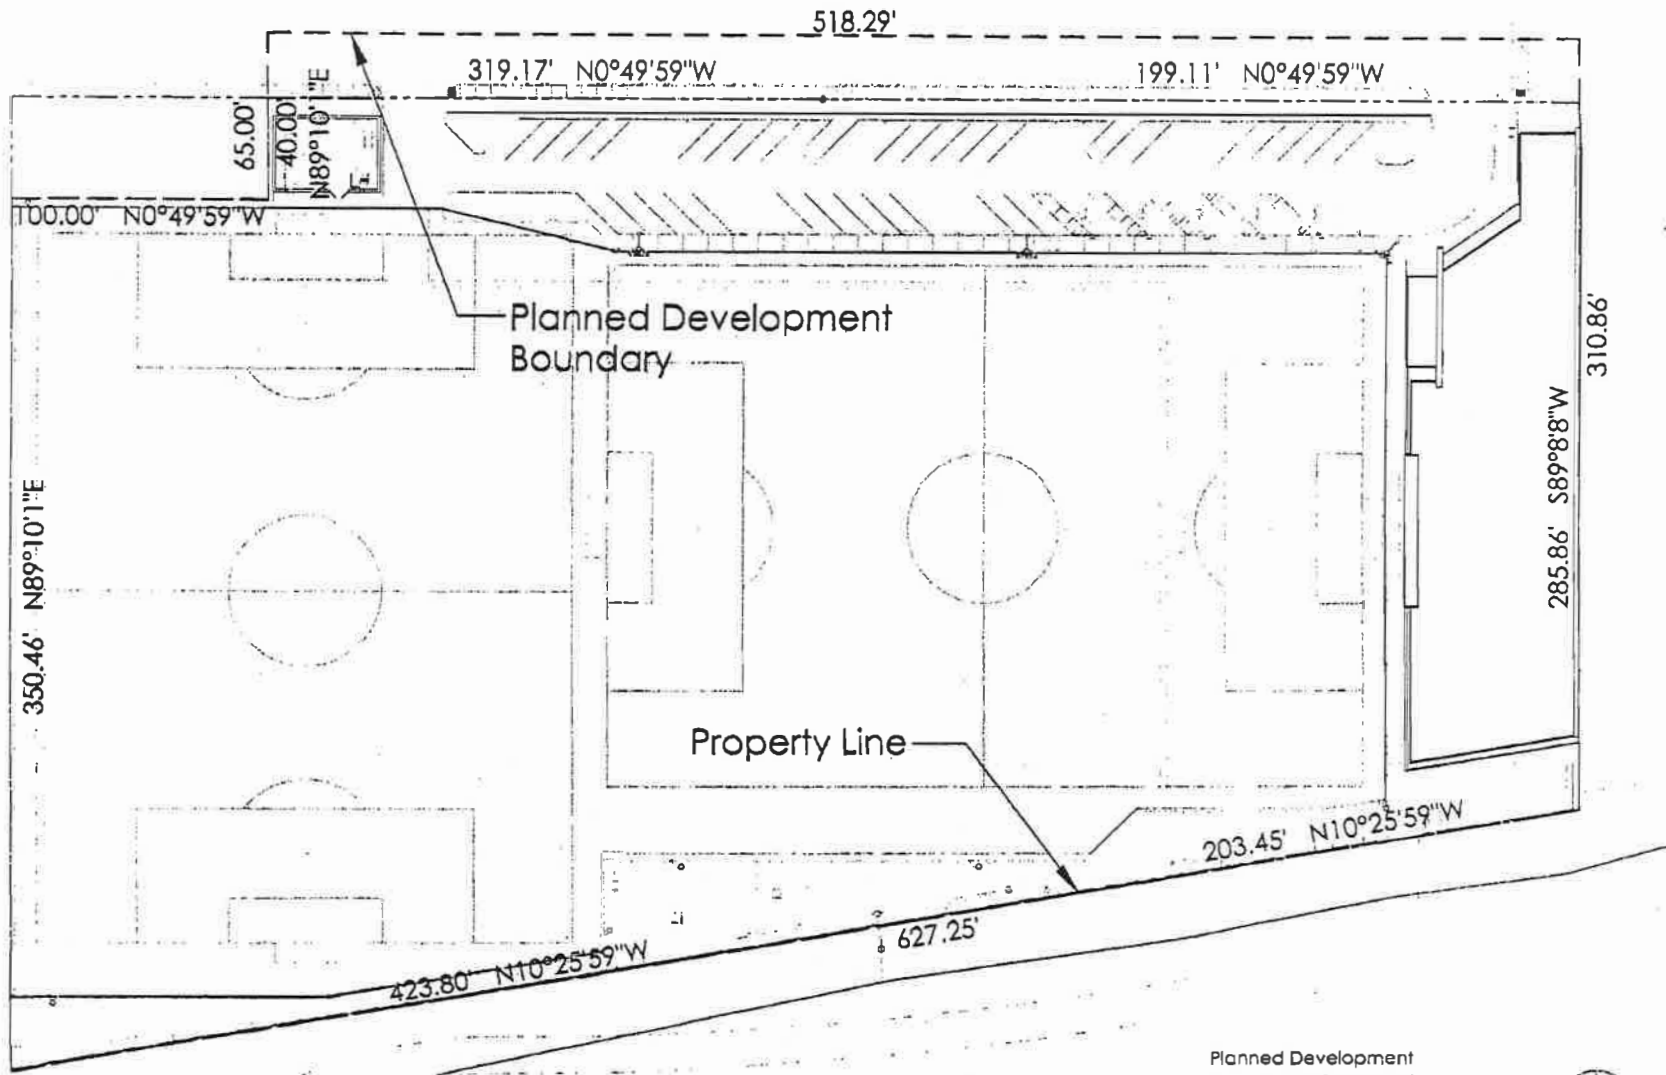 518.29'
319.17' N0°49'59"W
199.11' N0°49'59"W
65.00'
40.00'
N89°10'1"E
100.00' N0°49'59"W
Planned Development
Boundary
310.86'
285.86' S89°8'8"W
350.46' N89°10'1"E
Property Line
203.45' N10°25'59"W
627.25'
423.80' N10°25'59"W
Planned Development